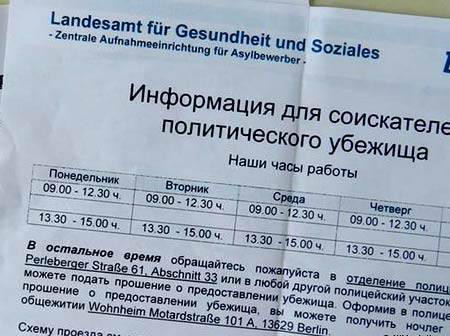 Landesamt für Gesundheit und Soziales
- Zentrale Aufnahmeeinrichtung für Asylbewerber -
Информация для соискателе
политического убежища
Наши часы работы
Понедельник Вторник Среда Четверг
09.00 - 12.30 ч. 09.00 - 12.30 ч. 09.00 - 12.30 ч. 09.00 - 12.30 ч.
13.30 - 15.00 ч. 13.30 - 15.00 ч. 13.30 - 15.00 ч. 13.30 - 15.00 ч.
В остальное время обращайтесь пожалуйста в отделение полиц
Perleberger Straße 61, Abschnitt 33 или в любой другой полицейский участок
можете подать прошение о предоставлении убежища. Оформив в полице
прошение о предоставлении убежища, вы можете получить ночлег
общежитии Wohnheim Motardstraße 101 A, 13629 Berlin.
Схему проезда